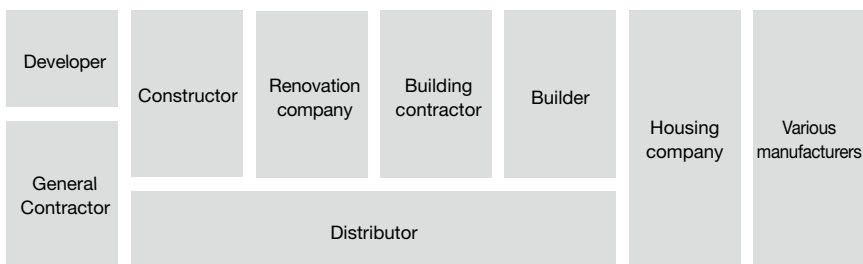 Developer
General
Contractor
Constructor
Renovation
company
Building
contractor
Builder
Distributor
Housing
company
Various
manufacturers